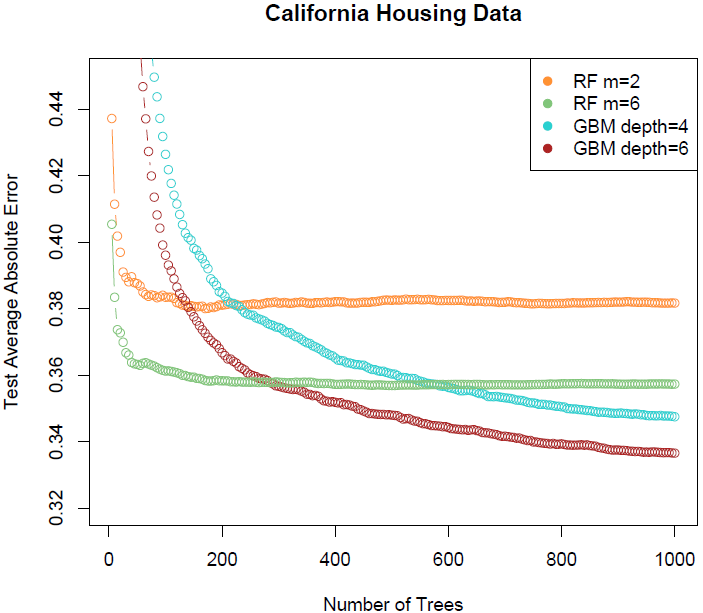 California Housing Data
RF m=2
RF m=6
GBM depth=4
GBM depth=6
Test Average Absolute Error
0.44
0.42
0.40
0.38
0.36
0.34
0.32
0 200 400 600 800 1000
Number of Trees